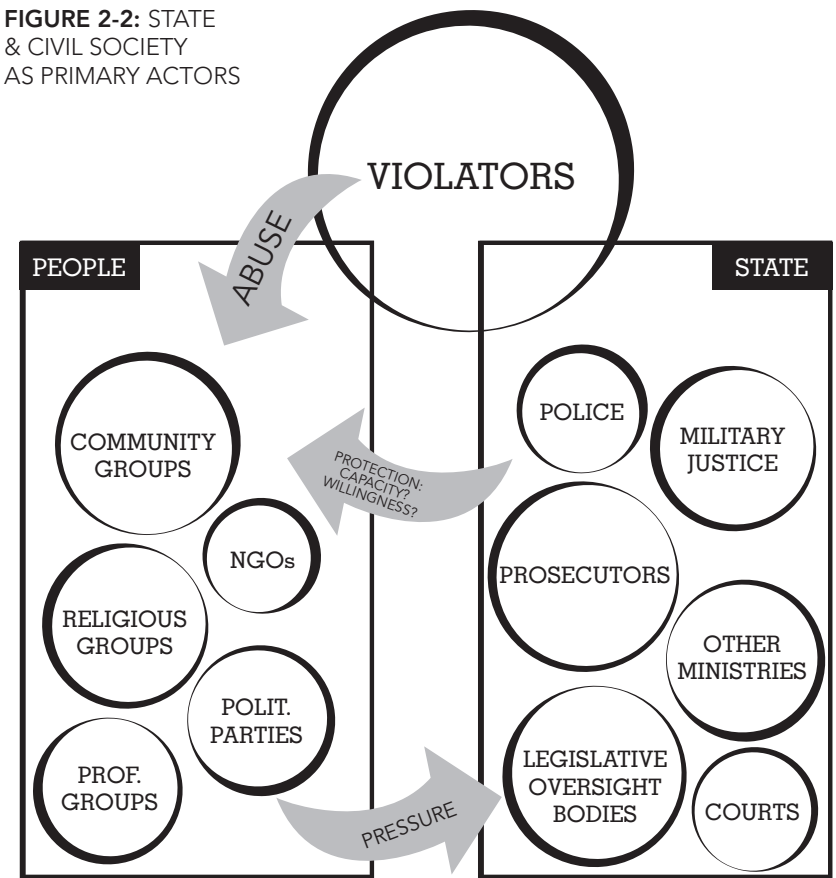 FIGURE 2-2: STATE
& CIVIL SOCIETY
AS PRIMARY ACTORS
VIOLATORS
ABUSE
PEOPLE
COMMUNITY
GROUPS
NGOs
RELIGIOUS
GROUPS
POLIT.
PARTIES
PROF.
GROUPS
PROTECTION:
CAPACITY?
WILLINGNESS?
PRESSURE
STATE
POLICE
MILITARY
JUSTICE
PROSECUTORS
OTHER
MINISTRIES
LEGISLATIVE
OVERSIGHT
BODIES
COURTS